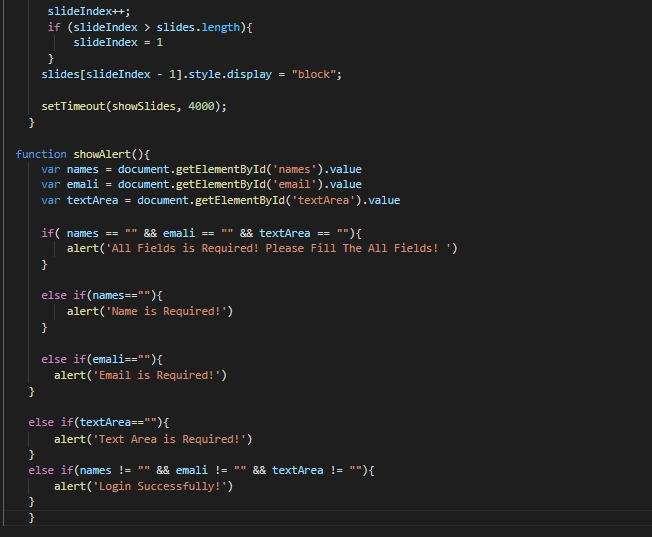 slideIndex++;
if (slideIndex > slides.length){
slideIndex = 1
}
slides[slideIndex - 1].style.display = "block";
setTimeout(showSlides, 4000);
}
function showAlert(){
var names = document.getElementById('names').value
var emali = document.getElementById('email').value
var textArea = document.getElementById('textArea').value
if( names == "" && emali == "" && textArea == ""){
alert('All Fields is Required! Please Fill The All Fields! ')
}
else if(names==""){
alert('Name is Required!')
}
else if(emali==""){
alert('Email is Required!')
}
else if(textArea==""){
alert('Text Area is Required!')
}
else if(names != "" && emali != "" && textArea != ""){
alert('Login Successfully!')
}
}